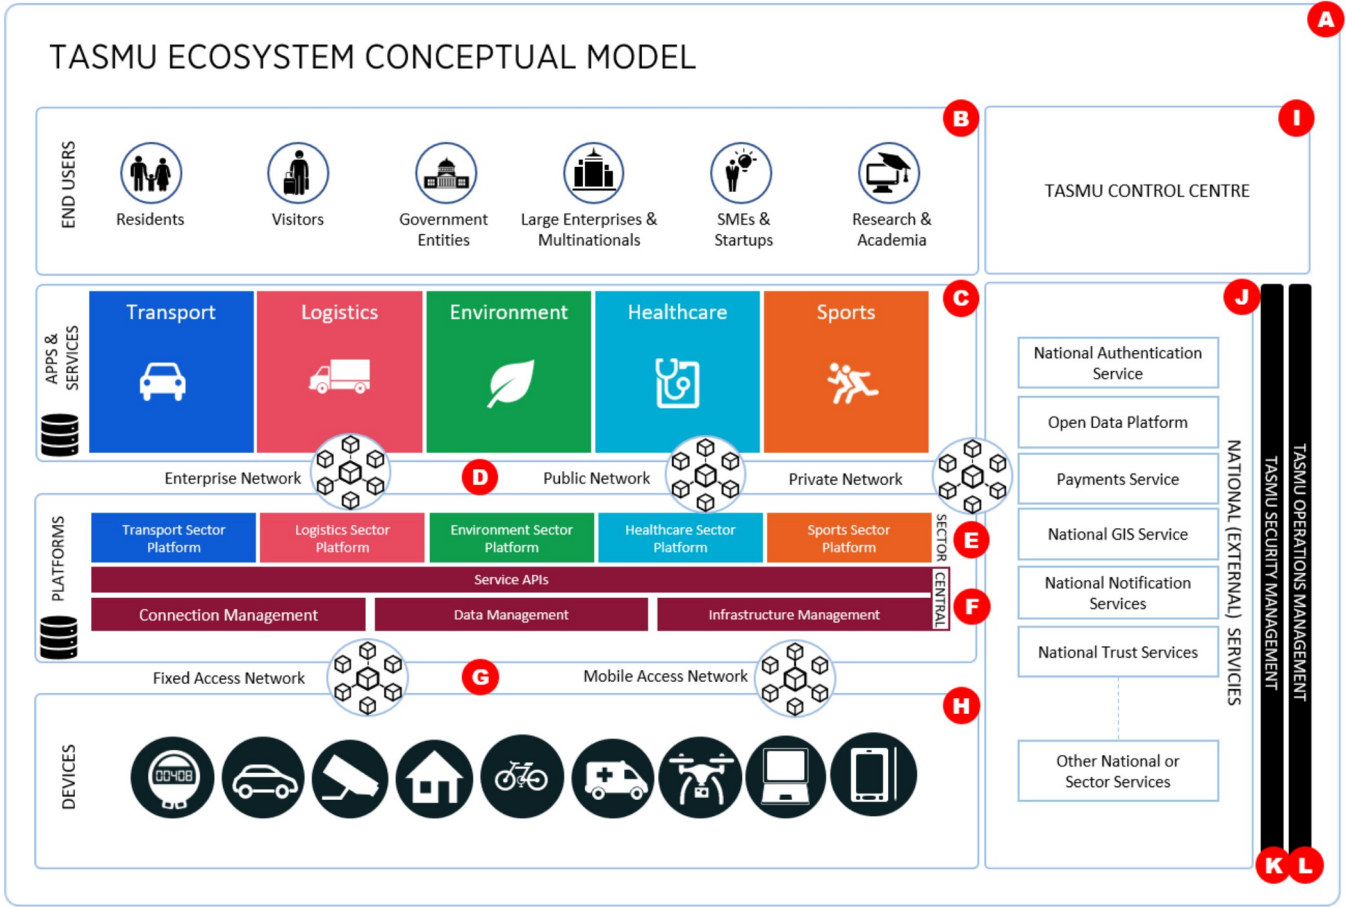 A
TASMU ECOSYSTEM CONCEPTUAL MODEL
B
END USERS
Residents
Visitors
Government
Entities
Large Enterprises &
Multinationals
SMEs &
Startups
Research &
Academia
I
TASMU CONTROL CENTRE
C
APPS &
SERVICES
Transport
Logistics
Environment
Healthcare
Sports
Enterprise Network
D
Public Network
Private Network
PLATFORMS
Transport Sector
Platform
Logistics Sector
Platform
Environment Sector
Platform
Healthcare Sector
Platform
Sports Sector
Platform
SECTOR
E
Service APIs
CENTRAL
F
Connection Management
Data Management
Infrastructure Management
Fixed Access Network
G
Mobile Access Network
H
DEVICES
00408
J
National Authentication
Service
Open Data Platform
Payments Service
National GIS Service
National Notification
Services
National Trust Services
Other National or
Sector Services
NATIONAL (EXTERNAL) SERVICIES
TASMU SECURITY MANAGEMENT
TASMU OPERATIONS MANAGEMENT
K
L